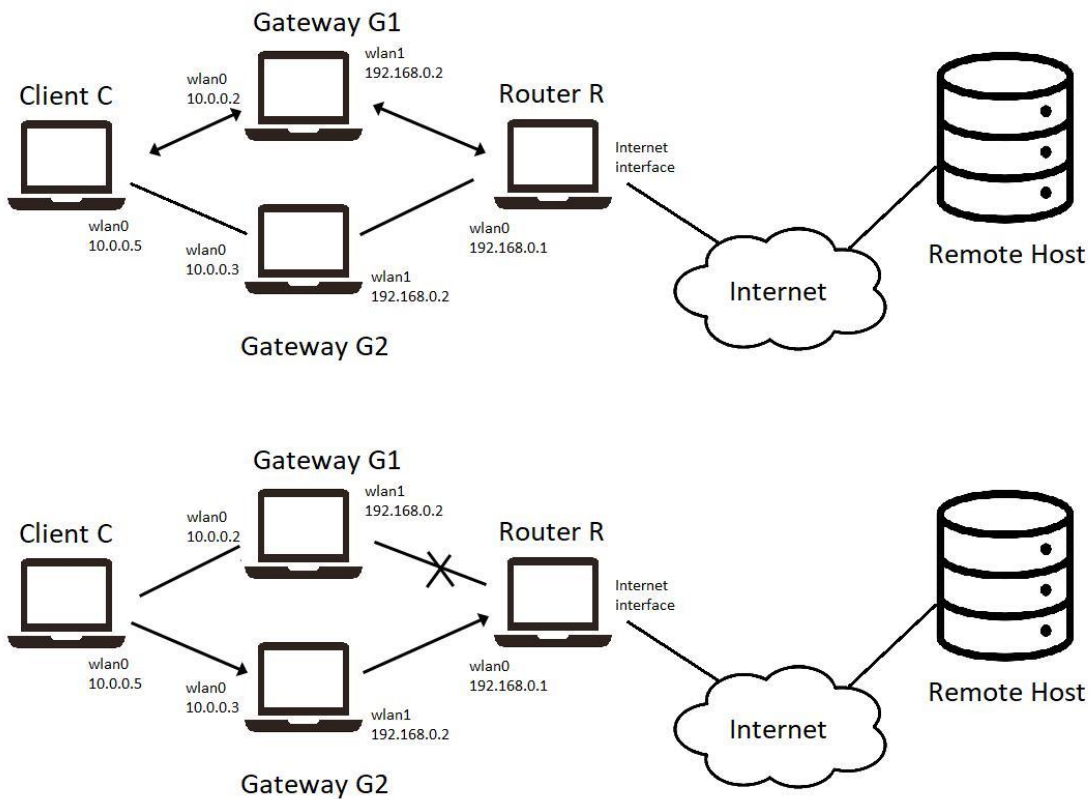 Gateway G1
wlan1
192.168.0.2
wlan0
10.0.0.2
Client C
Router R
Internet
interface
wlan0
10.0.0.5
wlan0
10.0.0.3
wlan0
192.168.0.1
wlan1
192.168.0.2
Internet
Remote Host
Gateway G2
Gateway G1
wlan1
192.168.0.2
wlan0
10.0.0.2
Client C
Router R
Internet
interface
wlan0
10.0.0.5
wlan0
10.0.0.3
wlan0
192.168.0.1
wlan1
192.168.0.2
Internet
Remote Host
Gateway G2